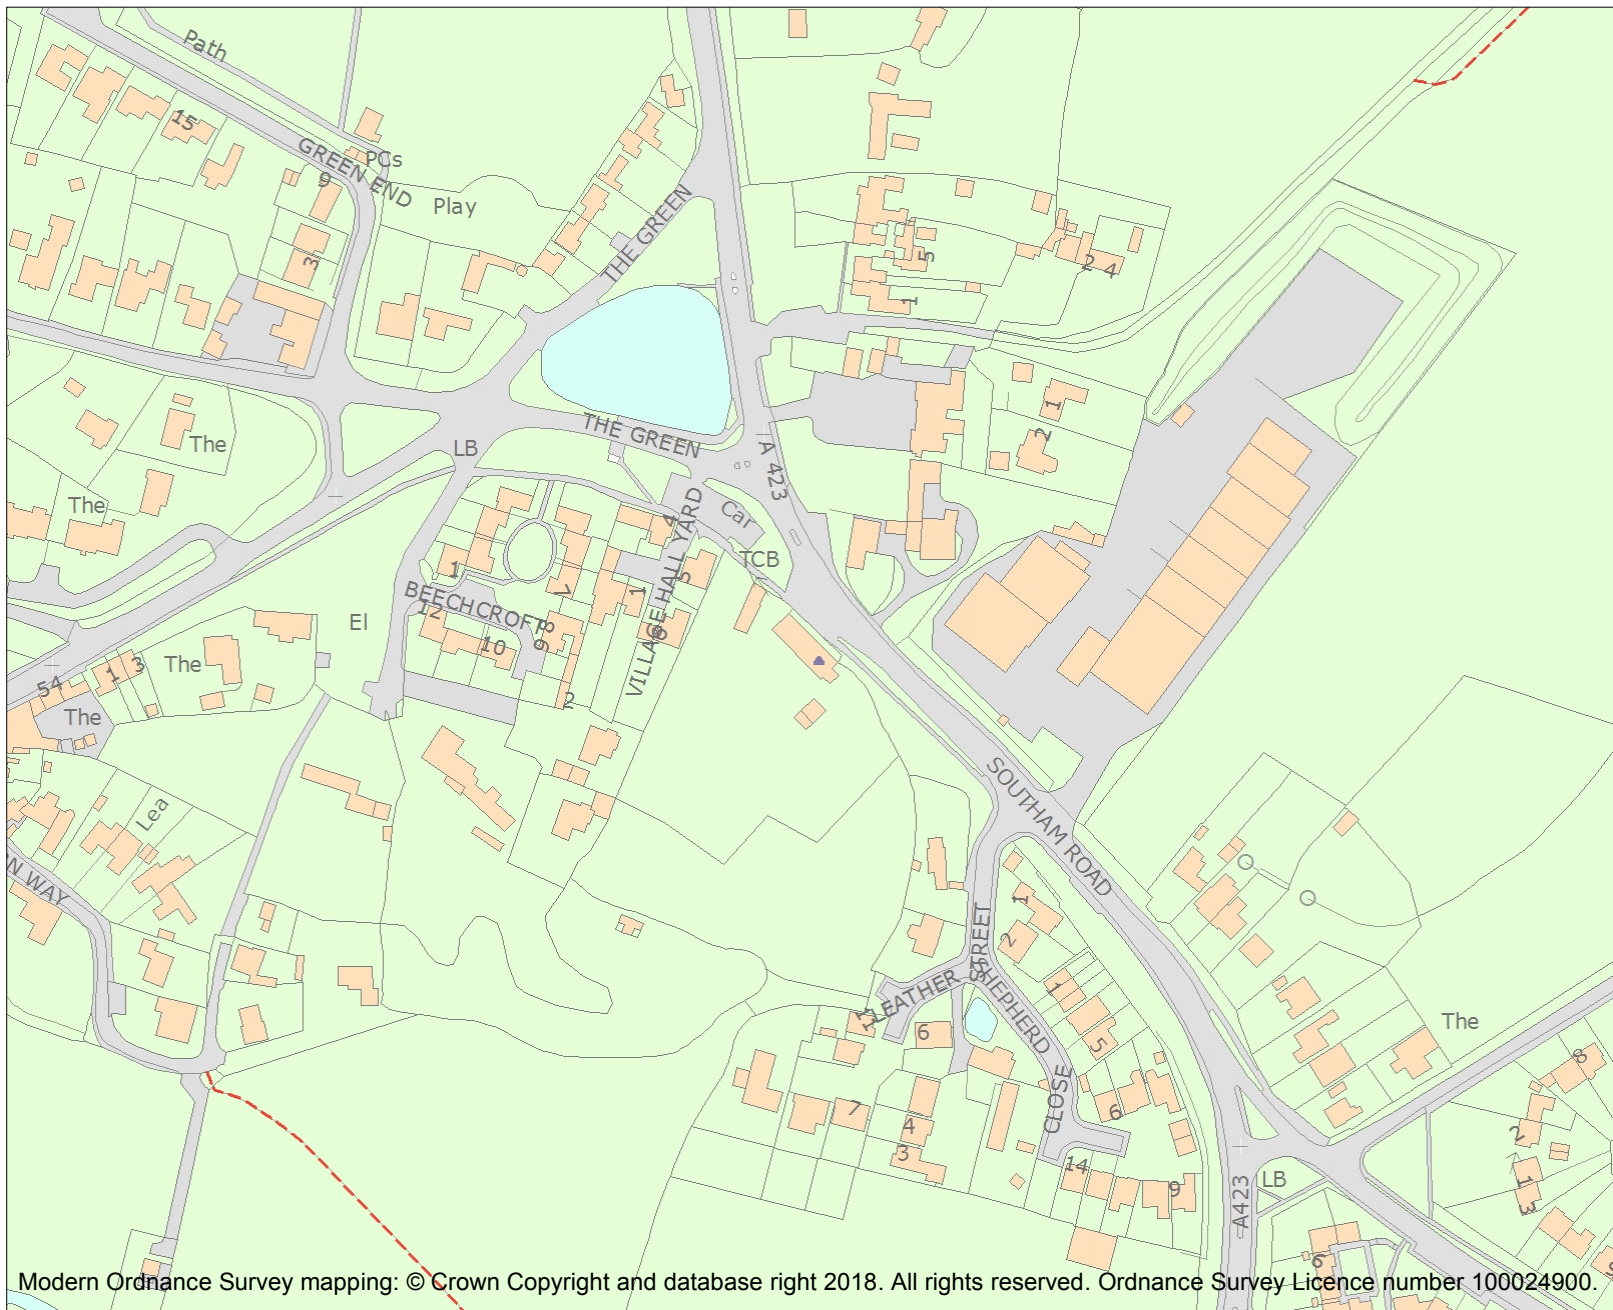 Path
15
GREEN END
PCs
9
Play
3
THE GREEN
5
1
2 4
The
LB
THE GREEN
A 423
1
2
The
Car
4
TCB
1
BEECHCROFT
7
VILLAGE HALL YARD
5
1
12
10
8
9
6
2
El
The
1 3
54
The
Lea
SOUTHAM ROAD
1
2
LEATHER STREET
SHEPHERD CLOSE
11
6
1
5
7
4
3
6
14
9
The
8
2
13
A423
LB
6
Modern Ordnance Survey mapping: © Crown Copyright and database right 2018. All rights reserved. Ordnance Survey Licence number 100024900.